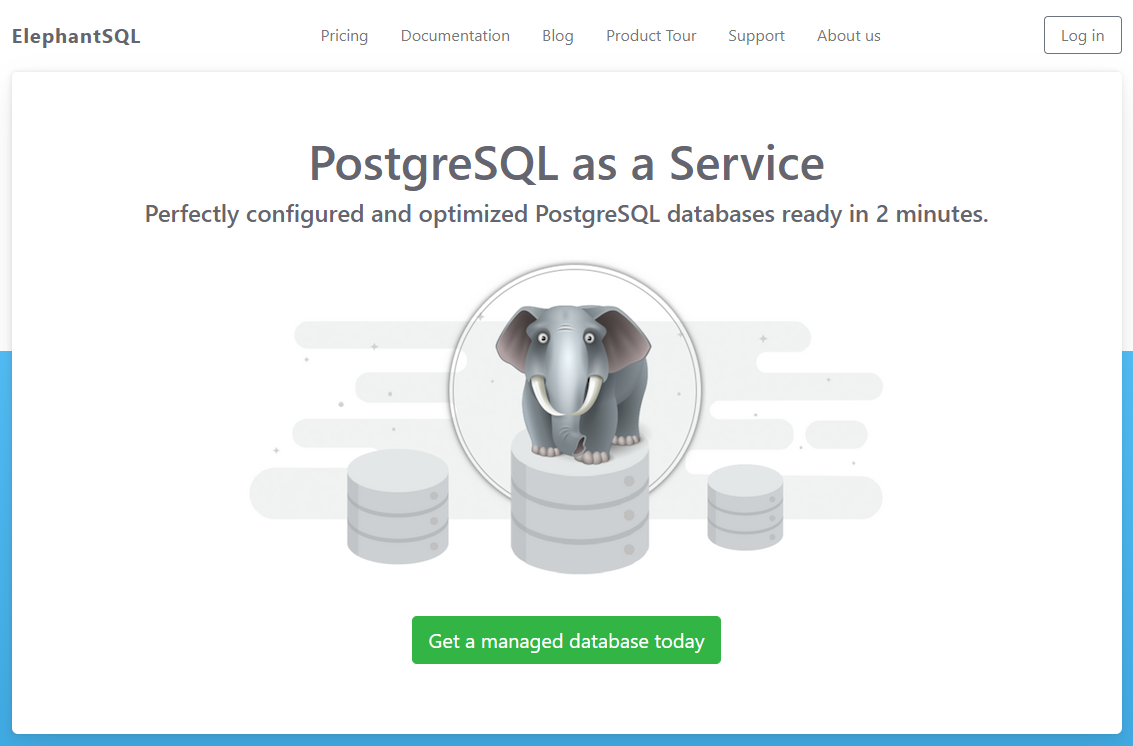 ElephantSQL
Pricing Documentation Blog Product Tour Support About us
Log in
PostgreSQL as a Service
Perfectly configured and optimized PostgreSQL databases ready in 2 minutes.
Get a managed database today